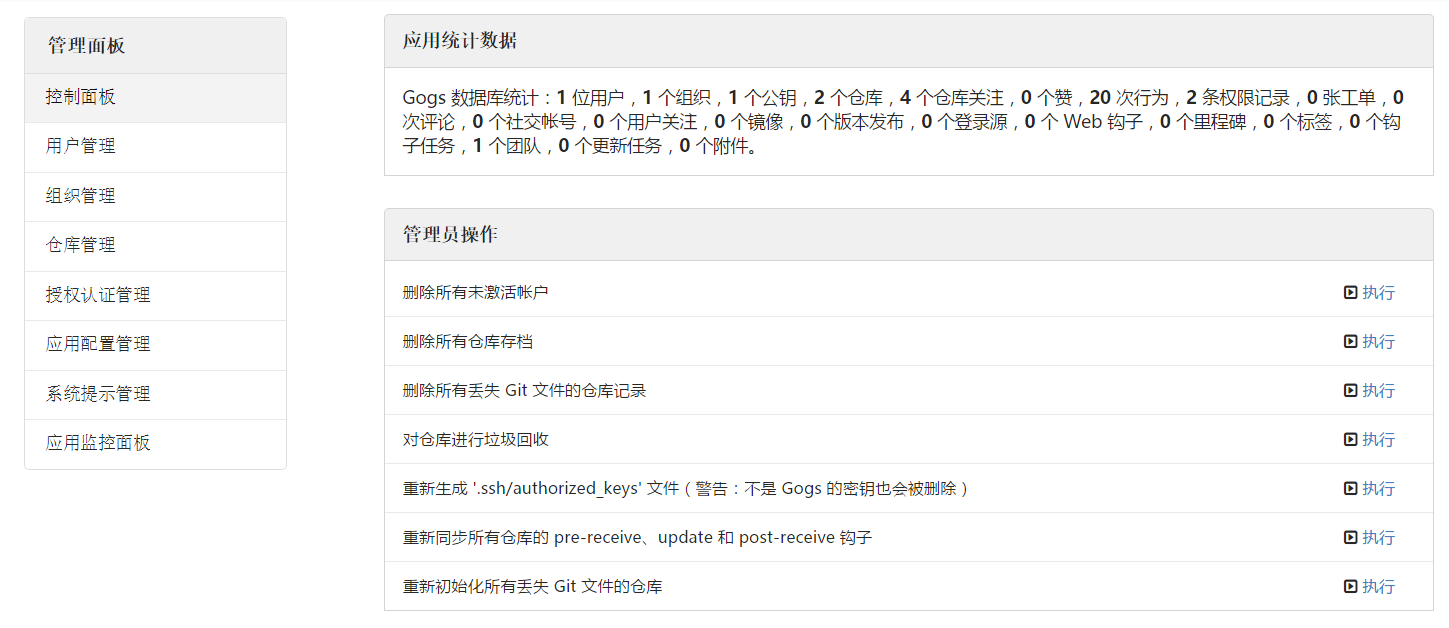 管理面板
控制面板
用户管理
组织管理
仓库管理
授权认证管理
应用配置管理
系统提示管理
应用监控面板
应用统计数据
Gogs 数据库统计：1 位用户，1 个组织，1 个公钥，2 个仓库，4 个仓库关注，0 个赞，20 次行为，2 条权限记录，0 张工单，0
次评论，0 个社交帐号，0 个用户关注，0 个镜像，0 个版本发布，0 个登录源，0 个 Web 钩子，0 个里程碑，0 个标签，0 个钩
子任务，1 个团队，0 个更新任务，0 个附件。
管理员操作
删除所有未激活帐户 执行
删除所有仓库存档 执行
删除所有丢失 Git 文件的仓库记录 执行
对仓库进行垃圾回收 执行
重新生成 '.ssh/authorized_keys' 文件（警告：不是 Gogs 的密钥也会被删除） 执行
重新同步所有仓库的 pre-receive、update 和 post-receive 钩子 执行
重新初始化所有丢失 Git 文件的仓库 执行